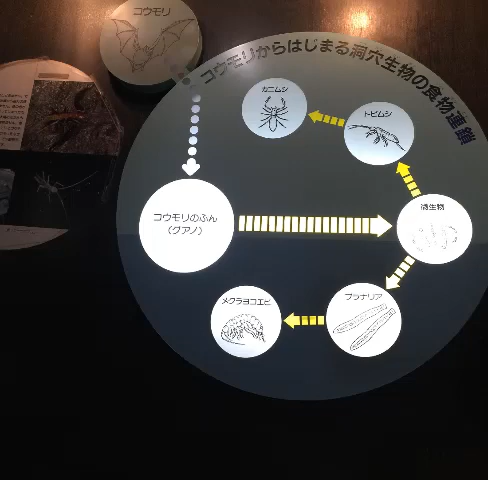 コウモリ
コウモリからはじまる洞穴生物の食物連鎖
カニムシ
トビムシ
コウモリのふん
（グアノ）
微生物
メクラヨコエビ
プラナリア